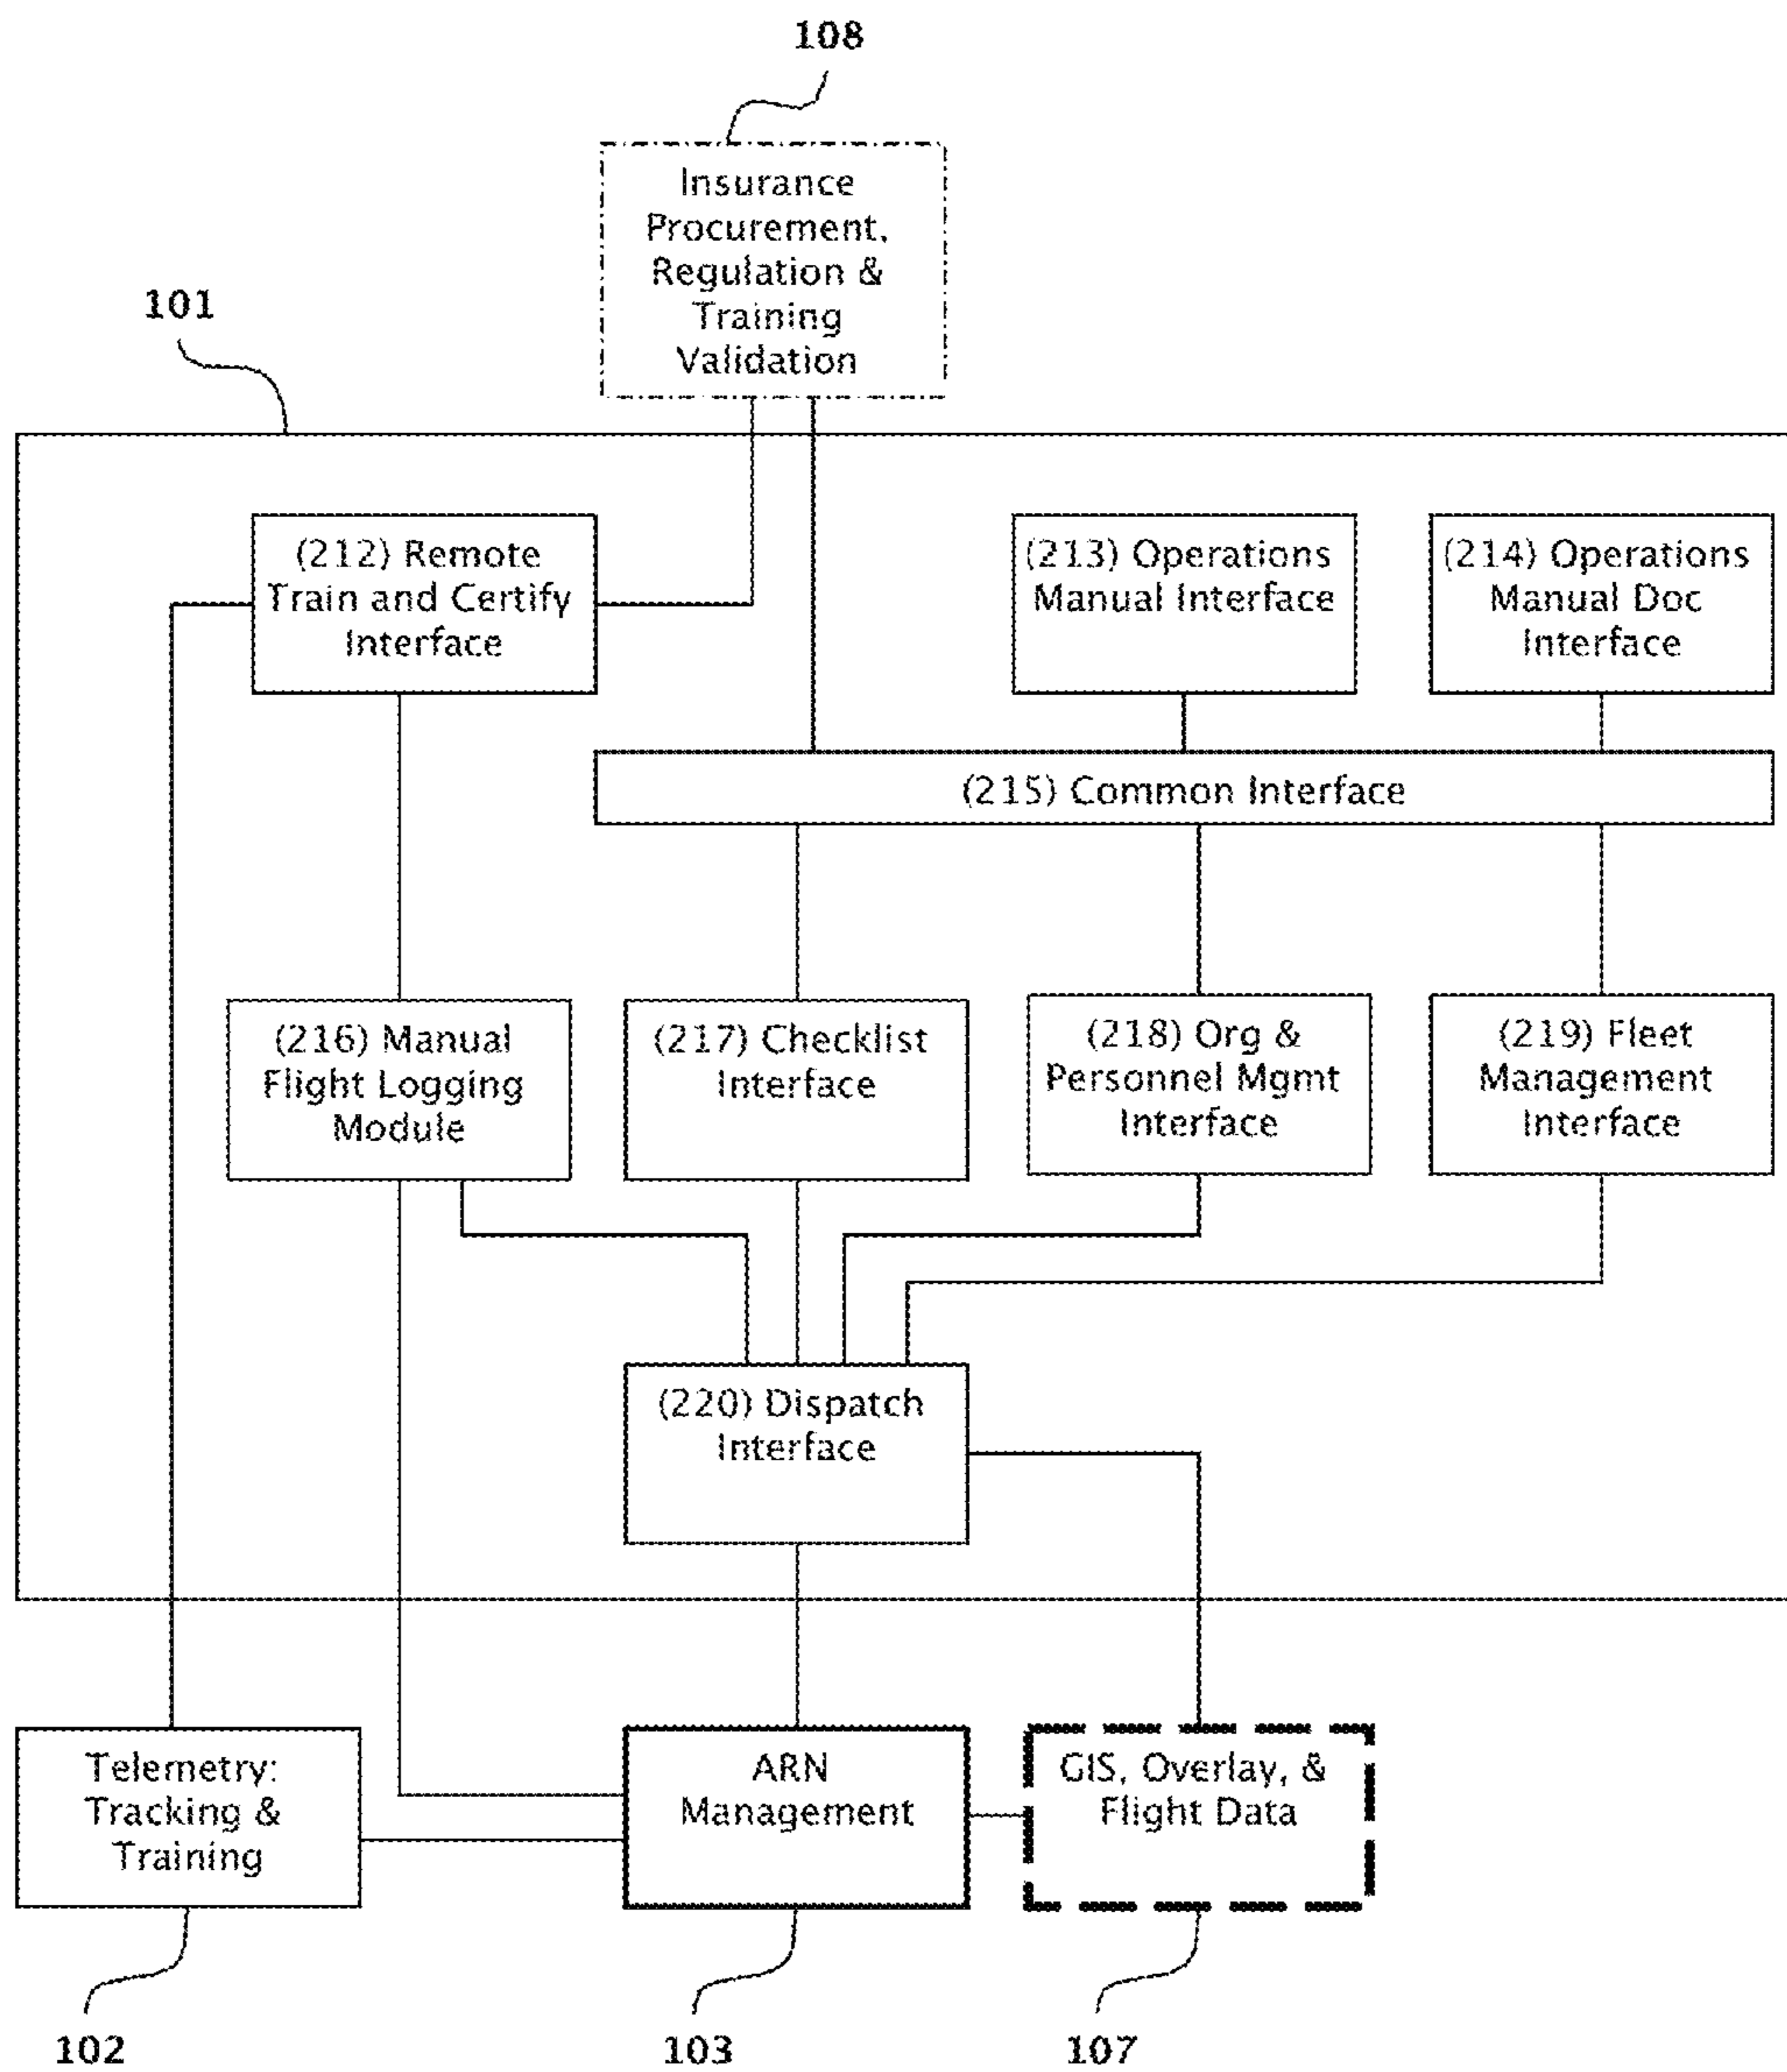 108
Insurance
Procurement,
Regulation &
Training
Validation
101
(212) Remote
Train and Certify
Interface
(213) Operations
Manual Interface
(214) Operations
Manual Doc
Interface
(215) Common Interface
(216) Manual
Flight Logging
Module
(217) Checklist
Interface
(218) Org &
Personnel Mgmt
Interface
(219) Fleet
Management
Interface
(220) Dispatch
Interface
Telemetry:
Tracking &
Training
ARN
Management
GIS, Overlay, &
Flight Data
102
103
107